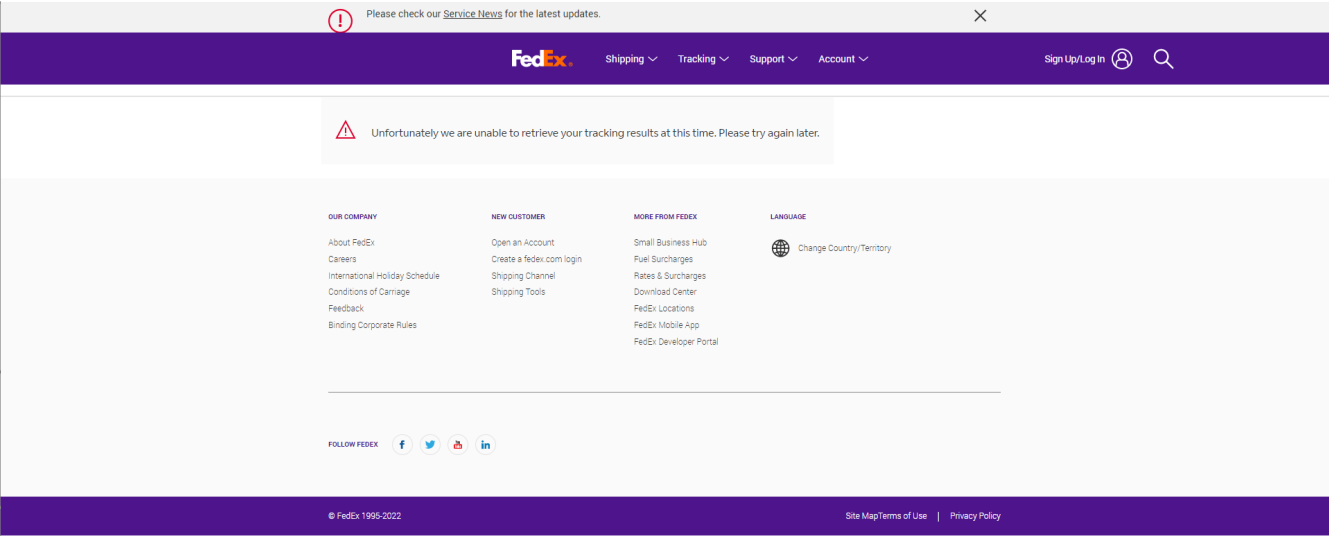 Please check our Service News for the latest updates.
FedEx.
Shipping
Tracking
Support
Account
Sign Up/Log In
Unfortunately we are unable to retrieve your tracking results at this time. Please try again later.
OUR COMPANY
About FedEx
Careers
International Holiday Schedule
Conditions of Carriage
Feedback
Binding Corporate Rules
NEW CUSTOMER
Open an Account
Create a fedex.com login
Shipping Channel
Shipping Tools
MORE FROM FEDEX
Small Business Hub
Fuel Surcharges
Rates & Surcharges
Download Center
FedEx Locations
FedEx Mobile App
FedEx Developer Portal
LANGUAGE
Change Country/Territory
FOLLOW FEDEX
© FedEx 1995-2022
Site MapTerms of Use | Privacy Policy